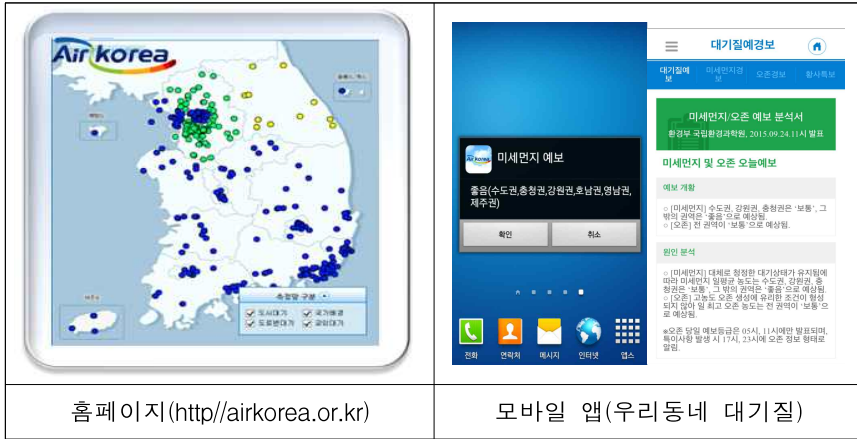 Air korea
울릉도/독도
백령도
제주도
측정망 구분
도시대기
국가배경
도로변대기
교외대기
홈페이지(http//airkorea.or.kr)
Air Korea
미세먼지 예보
좋음(수도권,충청권,강원권,호남권,영남권,
제주권)
확인
취소
전화
연락처
메시지
인터넷
앱스
대기질예경보
대기질예
보
미세먼지경
보
오존경보
황사특보
미세먼지/오존 예보 분석서
환경부 국립환경과학원, 2015.09.24.11시 발표
미세먼지 및 오존 오늘예보
예보 개황
○ [미세먼지] 수도권, 강원권, 충청권은 ‘보통’, 그
밖의 권역은 ‘좋음’으로 예상됨.
○ [오존] 전 권역이 ‘보통’으로 예상됨.
원인 분석
○ [미세먼지] 대체로 청정한 대기상태가 유지됨에
따라 미세먼지 일평균 농도는 수도권, 강원권, 충
청권은 ‘보통’, 그 밖의 권역은 ‘좋음’으로 예상됨.
○ [오존] 고농도 오존 생성에 유리한 조건이 형성
되지 않아 일 최고 오존 농도는 전 권역이 ‘보통’으
로 예상됨.
※오존 당일 예보등급은 05시, 11시에만 발표되며,
특이사항 발생 시 17시, 23시에 오존 정보 형태로
알림.
모바일 앱(우리동네 대기질)